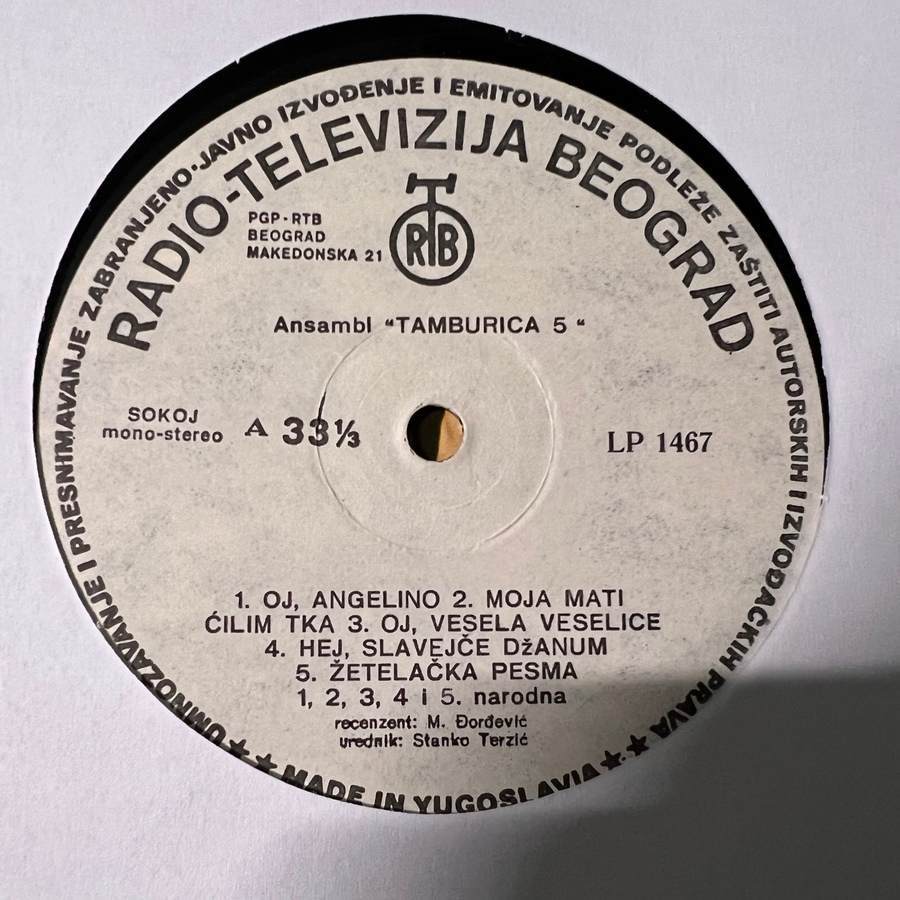 UMNOZAVANJE I PRESNIMAVANJE ZABRANJENO·JAVNO IZVOĐENJE I EMITOVANJE PODLEŽE ZAŠTITI AUTORSKIH I IZVOĐAČKIH PRAVA
RADIO-TELEVIZIJA BEOGRAD
PGP-RTB
BEOGRAD
MAKEDONSKA 21
RTB
Ansambl "TAMBURICA 5 "
SOKOJ
mono-stereo
A 33⅓
LP 1467
1. OJ, ANGELINO 2. MOJA MATI
ĆILIM TKA 3. OJ, VESELA VESELICE
4. HEJ, SLAVEJČE DžANUM
5. ŽETELAČKA PESMA
1, 2, 3, 4 i 5. narodna
recenzent: M. Đorđević
urednik: Stanko Terzić
★ ★ MADE IN YUGOSLAVIA ★ ★